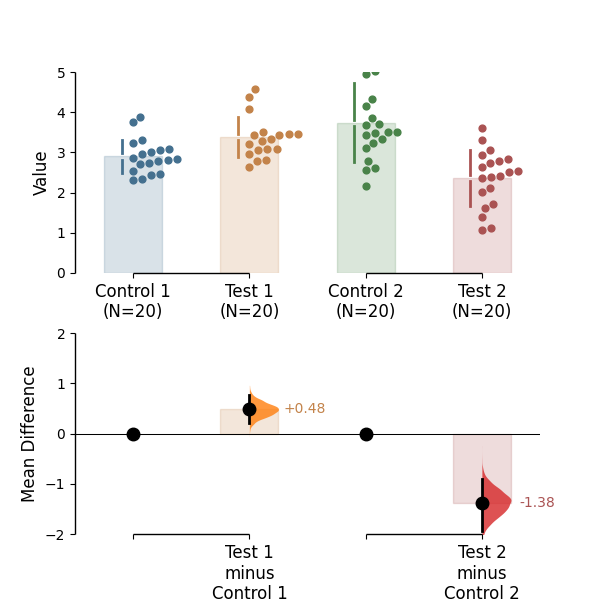 5
4
3
2
1
0
Value
Control 1
(N=20)
Test 1
(N=20)
Control 2
(N=20)
Test 2
(N=20)
2
1
0
−1
−2
Mean Difference
+0.48
-1.38
Test 1
minus
Control 1
Test 2
minus
Control 2